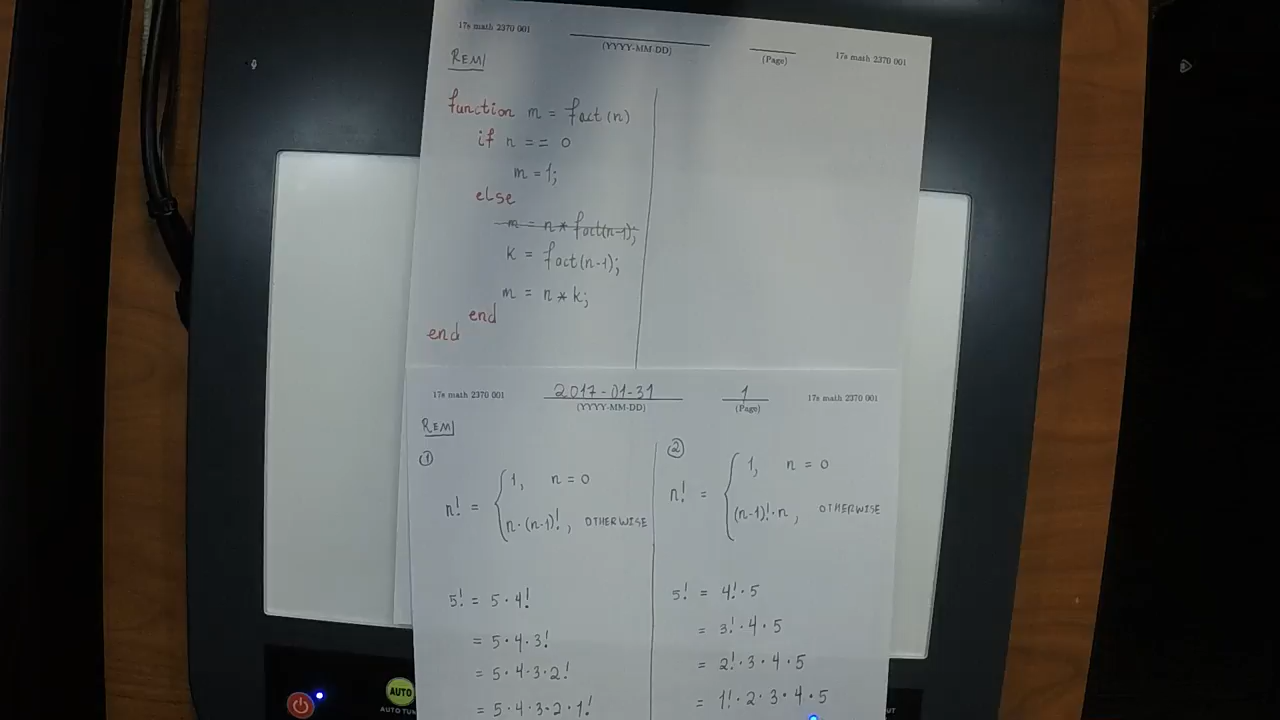 17s math 2370 001
(YYYY-MM-DD)
(Page)
17s math 2370 001
REM
function m = fact(n)
if n == 0
m = 1;
else
m = n * fact(n-1);
k = fact(n-1);
m = n * k;
end
end
17s math 2370 001
2017-01-31
(YYYY-MM-DD)
1
(Page)
17s math 2370 001
REM
①
n! = { 1, n = 0
n·(n-1)!, OTHERWISE
5! = 5·4!
= 5·4·3!
= 5·4·3·2!
= 5·4·3·2·1!
②
n! = { 1, n = 0
(n-1)!·n, OTHERWISE
5! = 4!·5
= 3!·4·5
= 2!·3·4·5
= 1!·2·3·4·5
AUTO